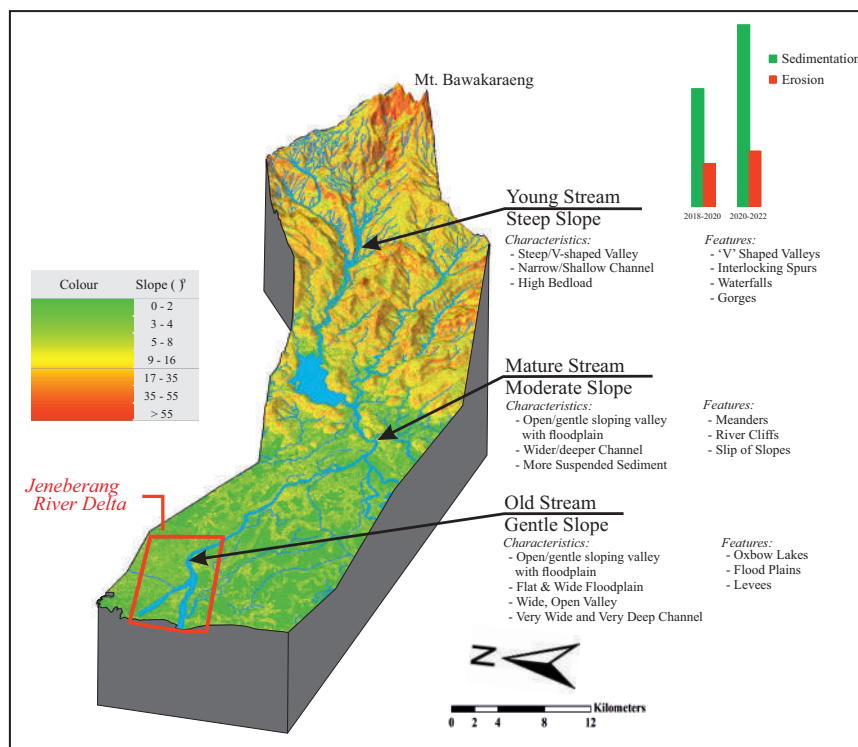 Mt. Bawakaraeng
Sedimentation
Erosion
2018-2020
2020-2022
Young Stream
Steep Slope
Characteristics:
- Steep/V-shaped Valley
- Narrow/Shallow Channel
- High Bedload
Features:
- ‘V’ Shaped Valleys
- Interlocking Spurs
- Waterfalls
- Gorges
Colour
Slope ( )°
0 - 2
3 - 4
5 - 8
9 - 16
17 - 35
35 - 55
> 55
Mature Stream
Moderate Slope
Characteristics:
- Open/gentle sloping valley
with floodplain
- Wider/deeper Channel
- More Suspended Sediment
Features:
- Meanders
- River Cliffs
- Slip of Slopes
Jeneberang
River Delta
Old Stream
Gentle Slope
Characteristics:
- Open/gentle sloping valley
with floodplain
- Flat & Wide Floodplain
- Wide, Open Valley
- Very Wide and Very Deep Channel
Features:
- Oxbow Lakes
- Flood Plains
- Levees
N
Kilometers
0 2 4 8 12